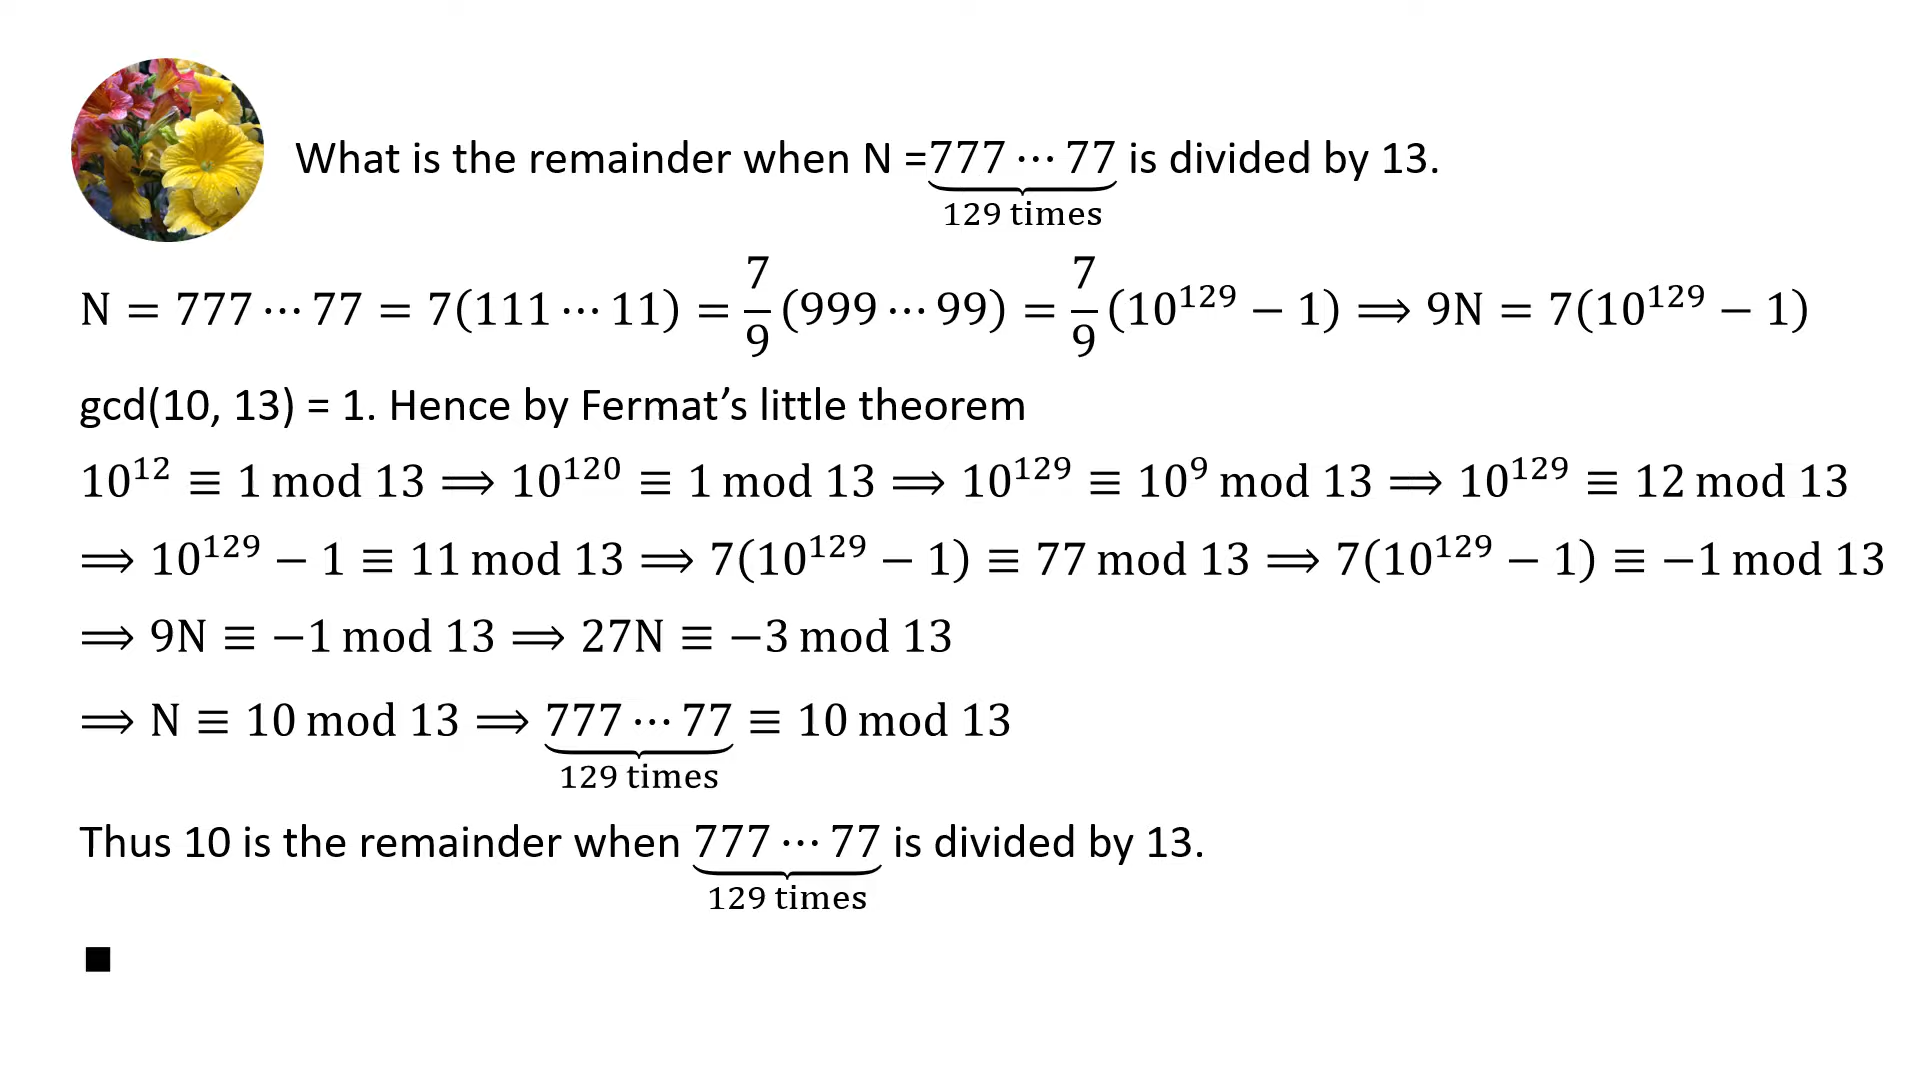 What is the remainder when N =777 ⋯ 77 is divided by 13.
129 times
N = 777 ⋯ 77 = 7(111 ⋯ 11) = 7/9 (999 ⋯ 99) = 7/9 (10^129 − 1) ⟹ 9N = 7(10^129 − 1)
gcd(10, 13) = 1. Hence by Fermat’s little theorem
10^12 ≡ 1 mod 13 ⟹ 10^120 ≡ 1 mod 13 ⟹ 10^129 ≡ 10^9 mod 13 ⟹ 10^129 ≡ 12 mod 13
⟹ 10^129 − 1 ≡ 11 mod 13 ⟹ 7(10^129 − 1) ≡ 77 mod 13 ⟹ 7(10^129 − 1) ≡ −1 mod 13
⟹ 9N ≡ −1 mod 13 ⟹ 27N ≡ −3 mod 13
⟹ N ≡ 10 mod 13 ⟹ 777 ⋯ 77 ≡ 10 mod 13
129 times
Thus 10 is the remainder when 777 ⋯ 77 is divided by 13.
129 times
■